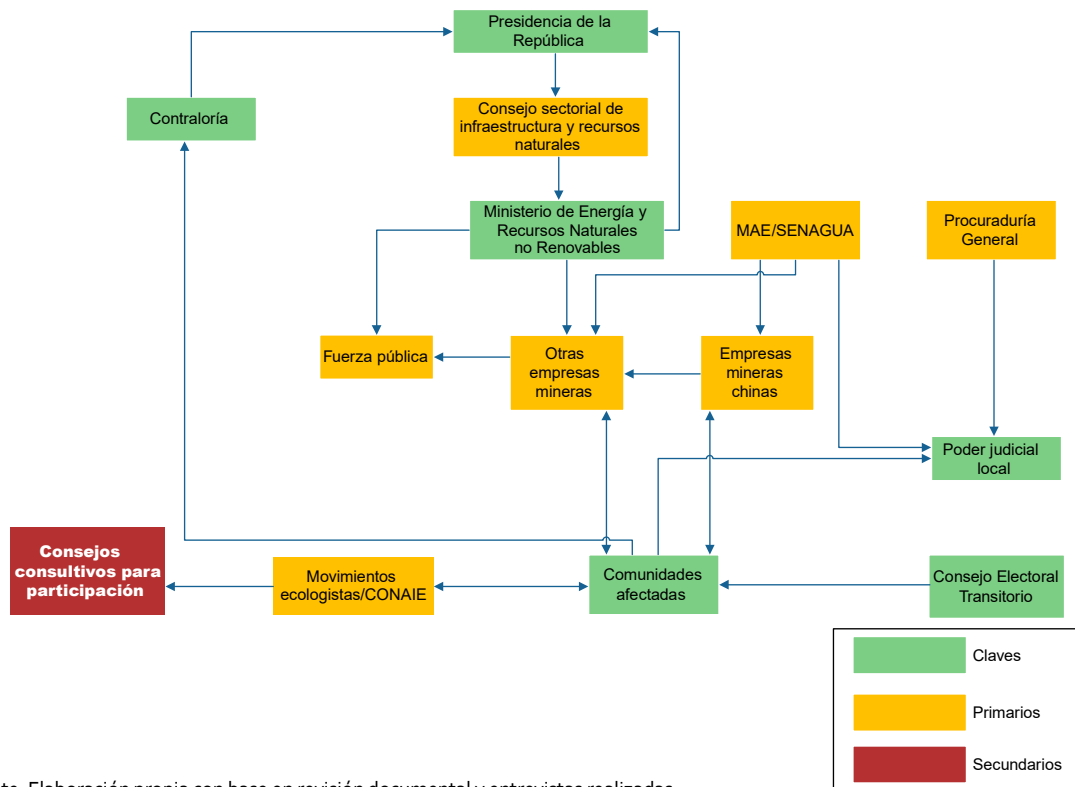 Presidencia de la
República
Contraloría
Consejo sectorial de
infraestructura y recursos
naturales
Ministerio de Energía y
Recursos Naturales
no Renovables
MAE/SENAGUA
Procuraduría
General
Fuerza pública
Otras
empresas
mineras
Empresas
mineras
chinas
Poder judicial
local
Consejos
consultivos para
participación
Movimientos
ecologistas/CONAIE
Comunidades
afectadas
Consejo Electoral
Transitorio
Claves
Primarios
Secundarios